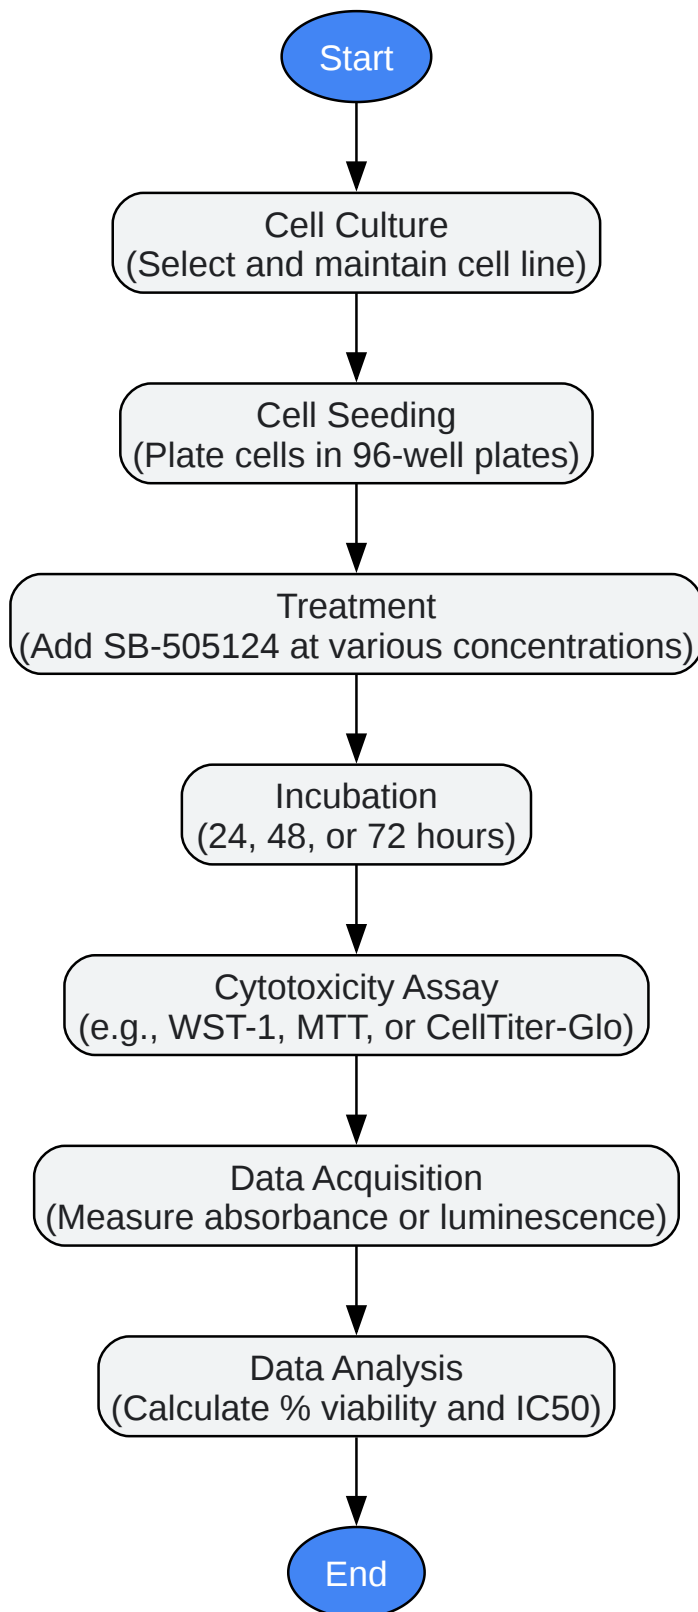 Start
Cell Culture
(Select and maintain cell line)
Cell Seeding
(Plate cells in 96-well plates)
Treatment
(Add SB-505124 at various concentrations)
Incubation
(24, 48, or 72 hours)
Cytotoxicity Assay
(e.g., WST-1, MTT, or CellTiter-Glo)
Data Acquisition
(Measure absorbance or luminescence)
Data Analysis
(Calculate % viability and IC50)
End